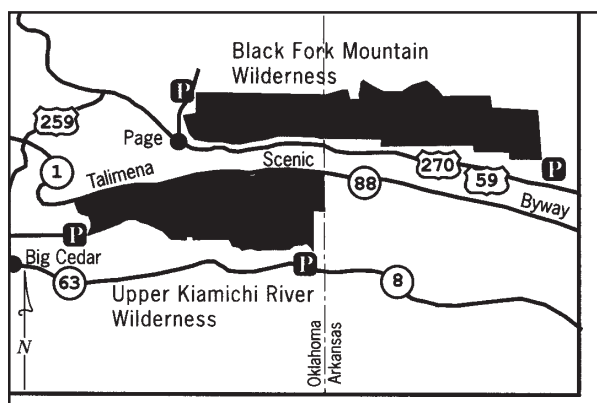 Black Fork Mountain
Wilderness
P
259
Page
1
Talimena
Scenic
270
59
P
88
Byway
P
Big Cedar
P
63
8
Upper Kiamichi River
Wilderness
N
Oklahoma
Arkansas